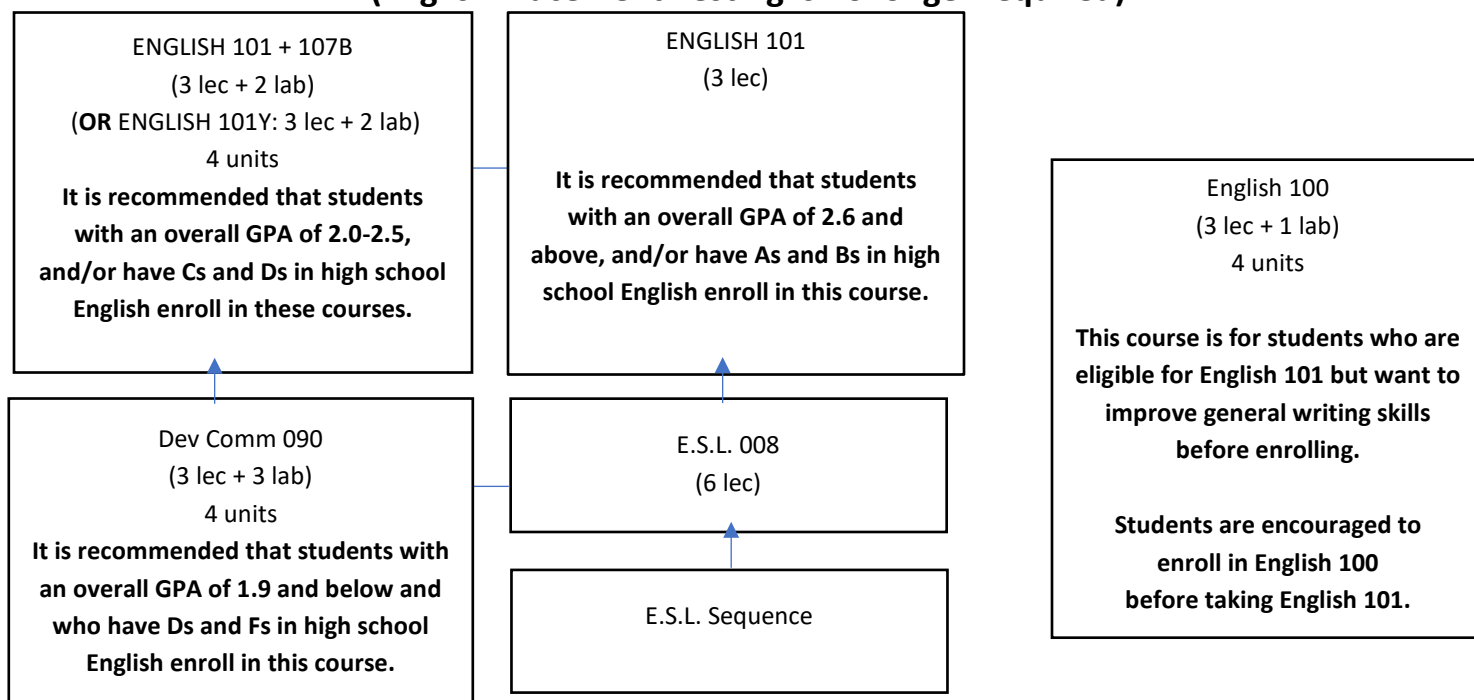 ENGLISH 101 + 107B
(3 lec + 2 lab)
(OR ENGLISH 101Y: 3 lec + 2 lab)
4 units
It is recommended that students
with an overall GPA of 2.0-2.5,
and/or have Cs and Ds in high school
English enroll in these courses.
ENGLISH 101
(3 lec)
It is recommended that students
with an overall GPA of 2.6 and
above, and/or have As and Bs in high
school English enroll in this course.
English 100
(3 lec + 1 lab)
4 units
This course is for students who are
eligible for English 101 but want to
improve general writing skills
before enrolling.
Students are encouraged to
enroll in English 100
before taking English 101.
Dev Comm 090
(3 lec + 3 lab)
4 units
It is recommended that students with
an overall GPA of 1.9 and below and
who have Ds and Fs in high school
English enroll in this course.
E.S.L. 008
(6 lec)
E.S.L. Sequence